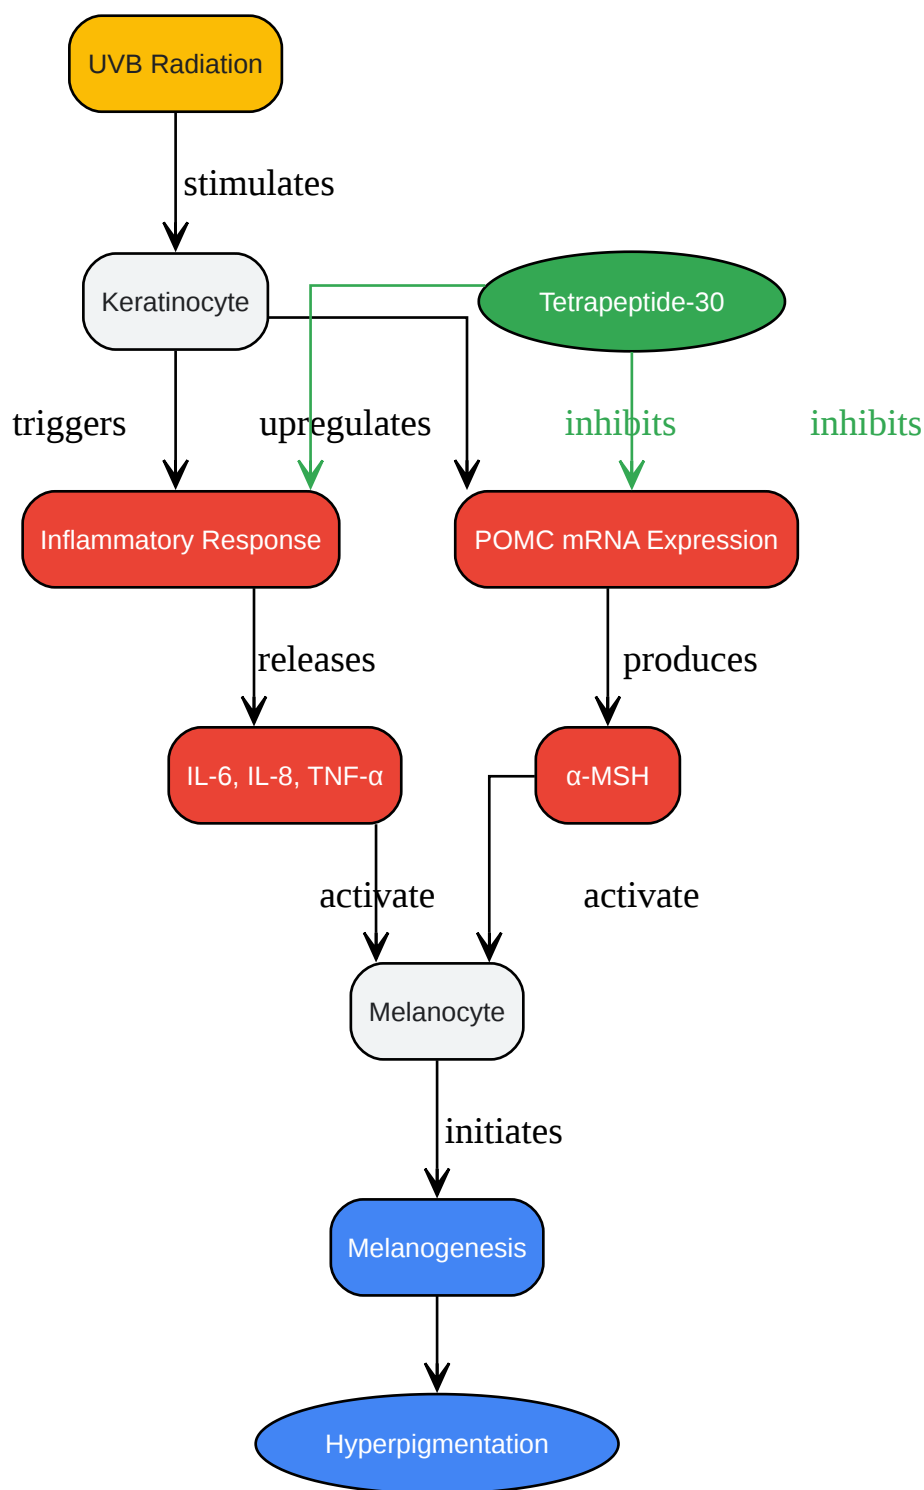 UVB Radiation
stimulates
Keratinocyte
Tetrapeptide-30
triggers
upregulates
inhibits
inhibits
Inflammatory Response
POMC mRNA Expression
releases
produces
IL-6, IL-8, TNF-α
α-MSH
activate
activate
Melanocyte
initiates
Melanogenesis
Hyperpigmentation